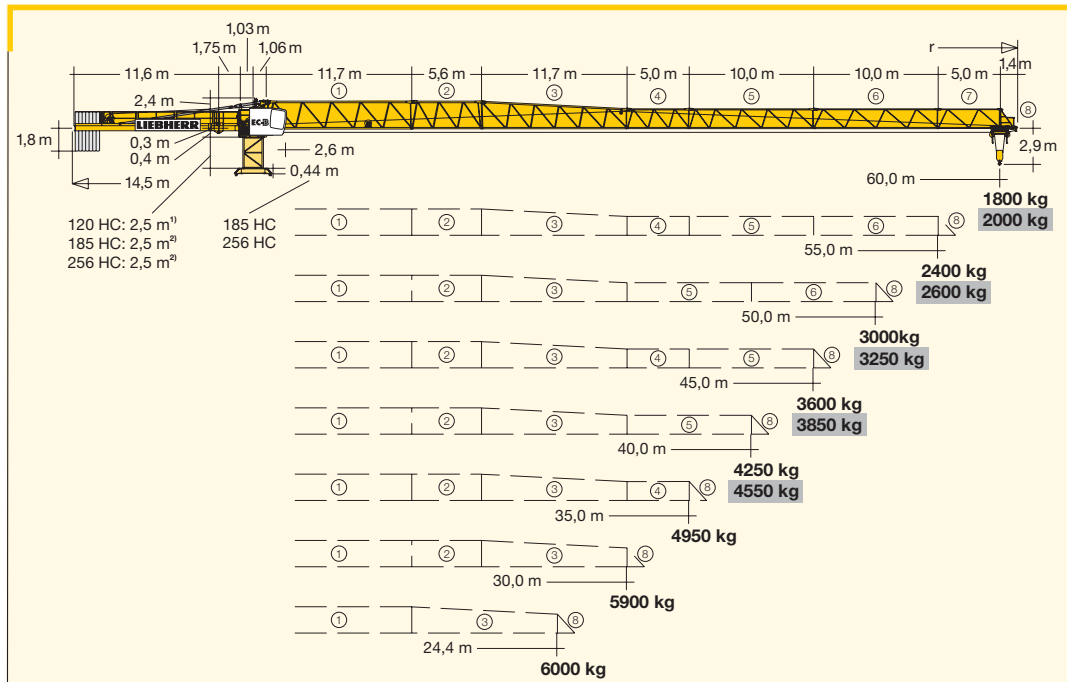 1,03 m
1,75 m 1,06 m r
11,6 m 11,7 m 5,6 m 11,7 m 5,0 m 10,0 m 10,0 m 5,0 m 1,4 m
① ② ③ ④ ⑤ ⑥ ⑦ ⑧
2,4 m
LIEBHERR EC-B
1,8 m 0,3 m
0,4 m 2,6 m 2,9 m
14,5 m 0,44 m 60,0 m
1800 kg
2000 kg
120 HC: 2,5 m¹⁾ 185 HC
185 HC: 2,5 m²⁾ 256 HC
256 HC: 2,5 m²⁾
① ② ③ ④ ⑤ ⑥ ⑧
55,0 m
2400 kg
2600 kg
① ② ③ ⑤ ⑥ ⑧
50,0 m
3000kg
3250 kg
① ② ③ ④ ⑤ ⑧
45,0 m
3600 kg
3850 kg
① ② ③ ⑤ ⑧
40,0 m
4250 kg
4550 kg
① ② ③ ④ ⑧
35,0 m
4950 kg
① ② ③ ⑧
30,0 m
5900 kg
① ③ ⑧
24,4 m
6000 kg